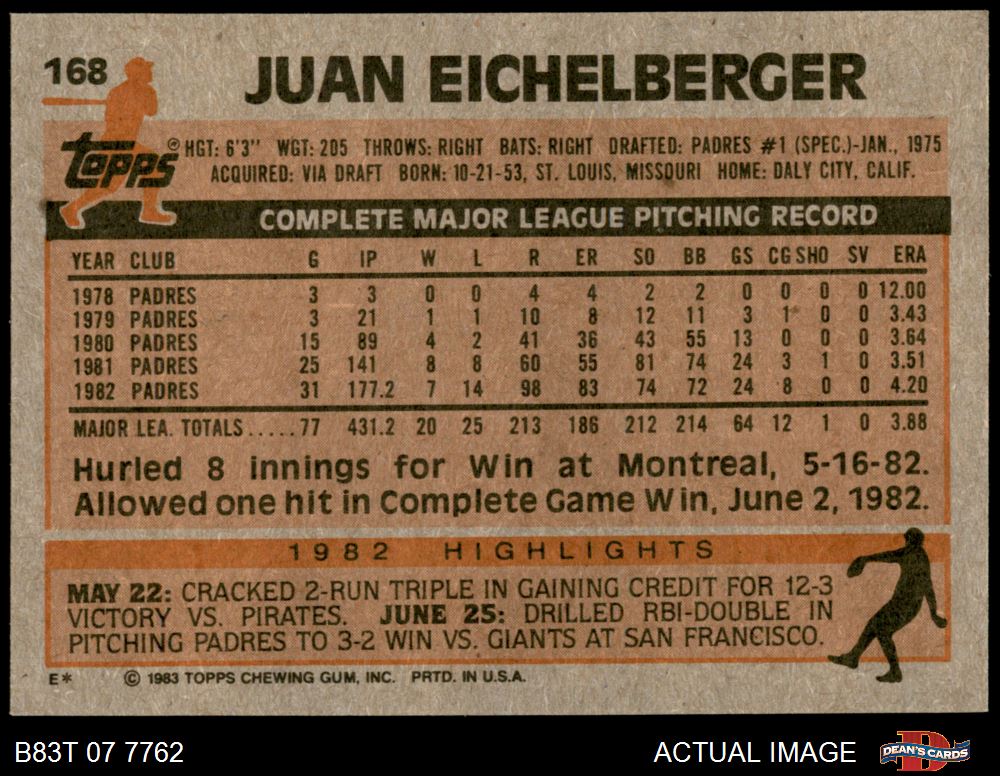 168
JUAN EICHELBERGER
topps®
HGT: 6'3" WGT: 205 THROWS: RIGHT BATS: RIGHT DRAFTED: PADRES #1 (SPEC.)-JAN., 1975
ACQUIRED: VIA DRAFT BORN: 10-21-53, ST. LOUIS, MISSOURI HOME: DALY CITY, CALIF.
COMPLETE MAJOR LEAGUE PITCHING RECORD
YEAR CLUB G IP W L R ER SO BB GS CG SHO SV ERA
1978 PADRES 3 3 0 0 4 4 2 2 0 0 0 0 12.00
1979 PADRES 3 21 1 1 10 8 12 11 3 1* 0 0 3.43
1980 PADRES 15 89 4 2 41 36 43 55 13 0 0 0 3.64
1981 PADRES 25 141 8 8 60 55 81 74 24 3 1 0 3.51
1982 PADRES 31 177.2 7 14 98 83 74 72 24 8 0 0 4.20
MAJOR LEA. TOTALS.....77 431.2 20 25 213 186 212 214 64 12 1 0 3.88
Hurled 8 innings for Win at Montreal, 5-16-82.
Allowed one hit in Complete Game Win, June 2, 1982.
1982 HIGHLIGHTS
MAY 22: CRACKED 2-RUN TRIPLE IN GAINING CREDIT FOR 12-3
VICTORY VS. PIRATES. JUNE 25: DRILLED RBI-DOUBLE IN
PITCHING PADRES TO 3-2 WIN VS. GIANTS AT SAN FRANCISCO.
E* © 1983 TOPPS CHEWING GUM, INC. PRTD. IN U.S.A.
B83T 07 7762 ACTUAL IMAGE DEAN'S CARDS